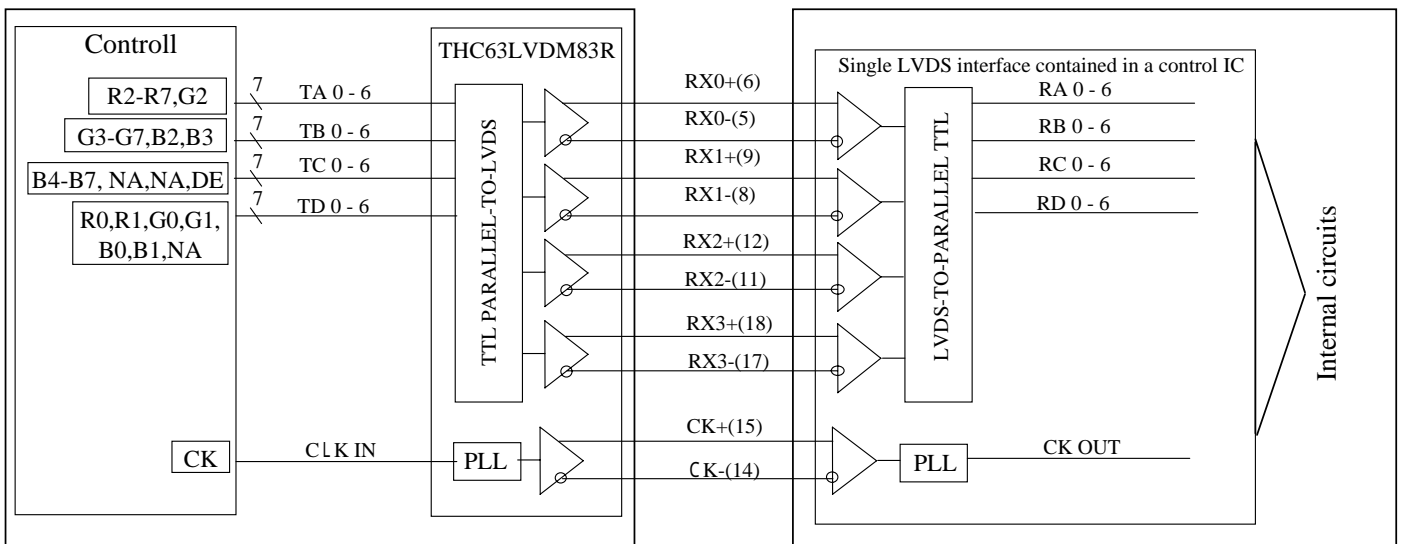 Controll
R2-R7,G2
G3-G7,B2,B3
B4-B7, NA,NA,DE
R0,R1,G0,G1,
B0,B1,NA
CK
7
TA 0 - 6
7
TB 0 - 6
7
TC 0 - 6
7
TD 0 - 6
CLK IN
THC63LVDM83R
TTL PARALLEL-TO-LVDS
PLL
RX0+(6)
RX0-(5)
RX1+(9)
RX1-(8)
RX2+(12)
RX2-(11)
RX3+(18)
RX3-(17)
CK+(15)
CK-(14)
Single LVDS interface contained in a control IC
LVDS-TO-PARALLEL TTL
PLL
RA 0 - 6
RB 0 - 6
RC 0 - 6
RD 0 - 6
CK OUT
Internal circuits